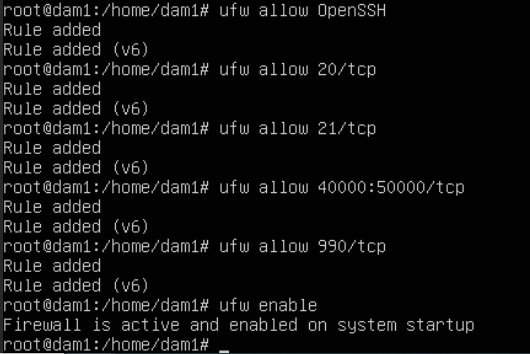 root@dam1:/home/dam1# ufw allow OpenSSH
Rule added
Rule added (v6)
root@dam1:/home/dam1# ufw allow 20/tcp
Rule added
Rule added (v6)
root@dam1:/home/dam1# ufw allow 21/tcp
Rule added
Rule added (v6)
root@dam1:/home/dam1# ufw allow 40000:50000/tcp
Rule added
Rule added (v6)
root@dam1:/home/dam1# ufw allow 990/tcp
Rule added
Rule added (v6)
root@dam1:/home/dam1# ufw enable
Firewall is active and enabled on system startup
root@dam1:/home/dam1# _